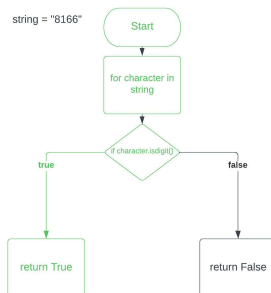 string = "8166"
Start
for character in
string
if character.isdigit()
true
false
return True
return False